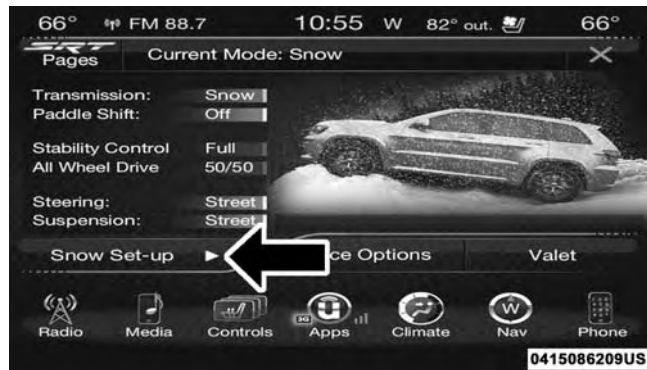 66° FM 88.7 10:55 W 82° out. 66°
SRT
Pages Current Mode: Snow
Transmission: Snow
Paddle Shift: Off
Stability Control Full
All Wheel Drive 50/50
Steering: Street
Suspension: Street
Snow Set-up ce Options Valet
3G
W
Radio Media Controls Apps Climate Nav Phone
0415086209US